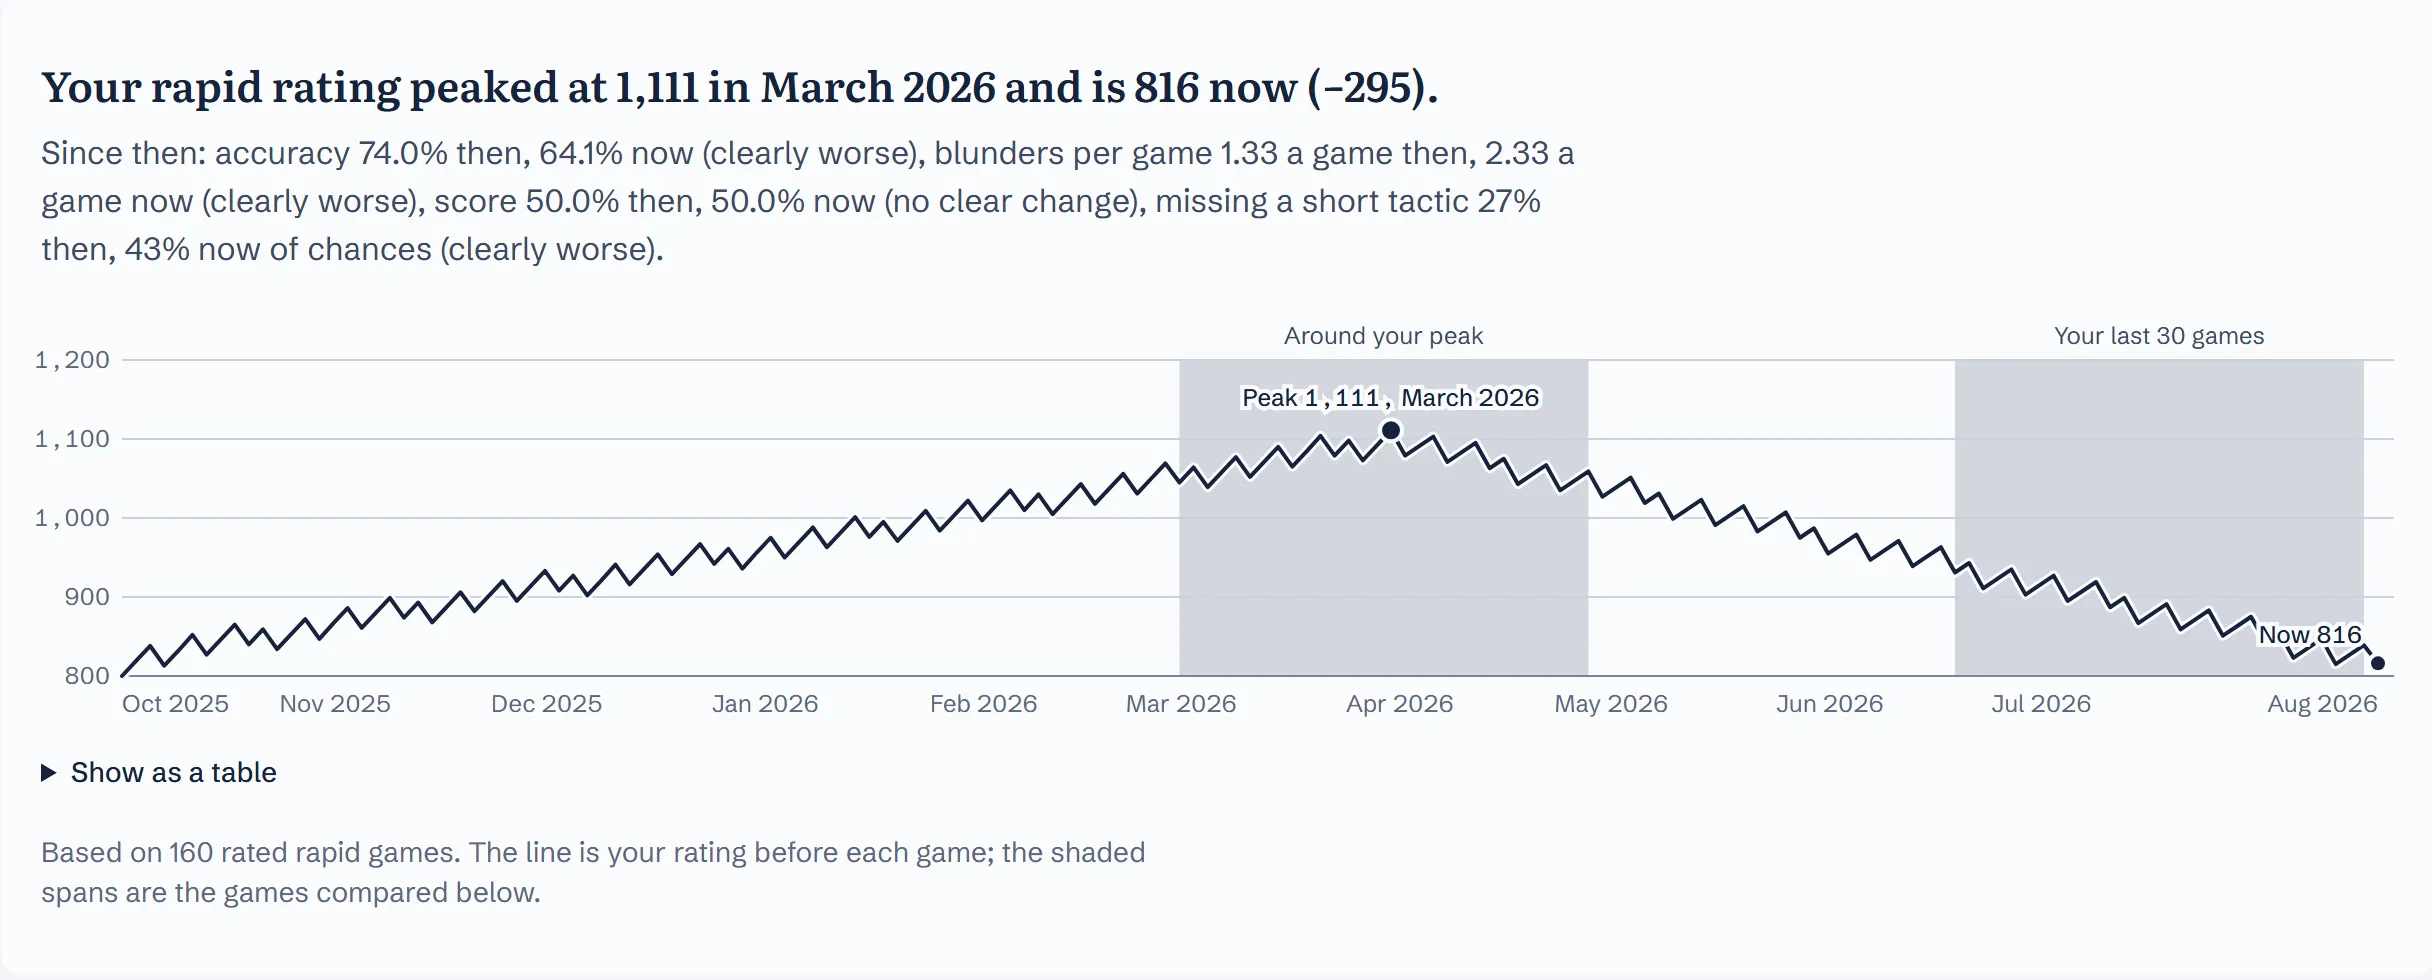 Your rapid rating peaked at 1,111 in March 2026 and is 816 now (−295).
Since then: accuracy 74.0% then, 64.1% now (clearly worse), blunders per game 1.33 a game then, 2.33 a
game now (clearly worse), score 50.0% then, 50.0% now (no clear change), missing a short tactic 27%
then, 43% now of chances (clearly worse).
Around your peak
Your last 30 games
1,200
Peak 1,111, March 2026
1,100
1,000
900
Now 816
800
Oct 2025 Nov 2025 Dec 2025 Jan 2026 Feb 2026 Mar 2026 Apr 2026 May 2026 Jun 2026 Jul 2026 Aug 2026
▶ Show as a table
Based on 160 rated rapid games. The line is your rating before each game; the shaded
spans are the games compared below.